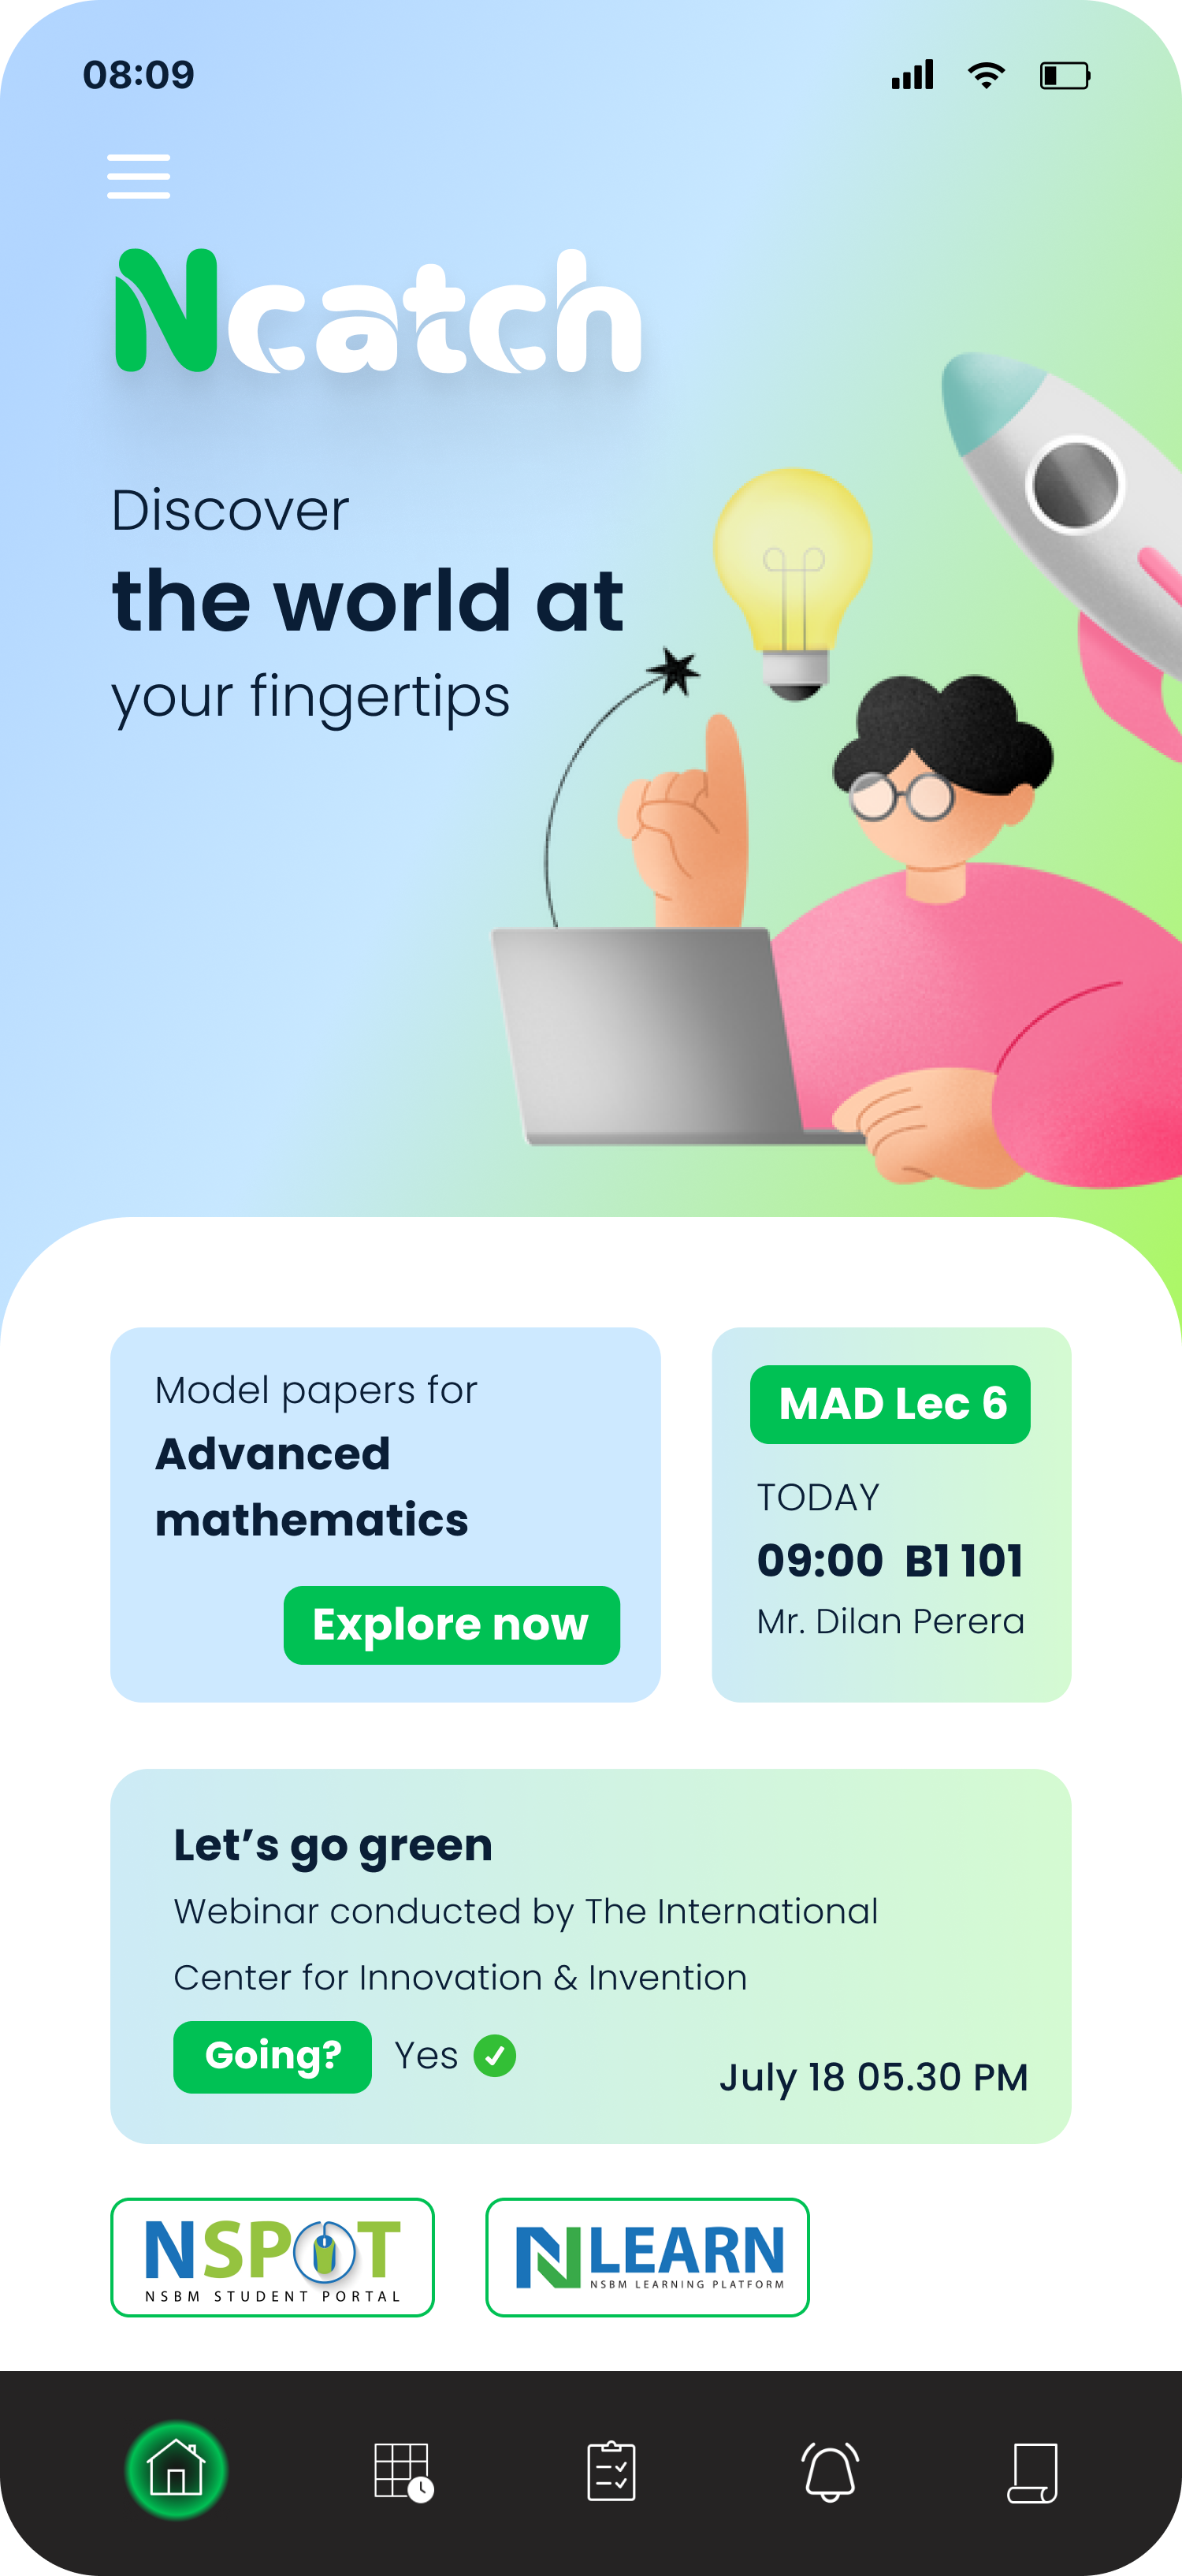 08:09
Ncatch
Discover
the world at
your fingertips
Model papers for
Advanced
mathematics
Explore now
MAD Lec 6
TODAY
09:00 B1 101
Mr. Dilan Perera
Let’s go green
Webinar conducted by The International
Center for Innovation & Invention
Going? Yes
July 18 05.30 PM
NSPOT
NSBM STUDENT PORTAL
NLEARN
NSBM LEARNING PLATFORM